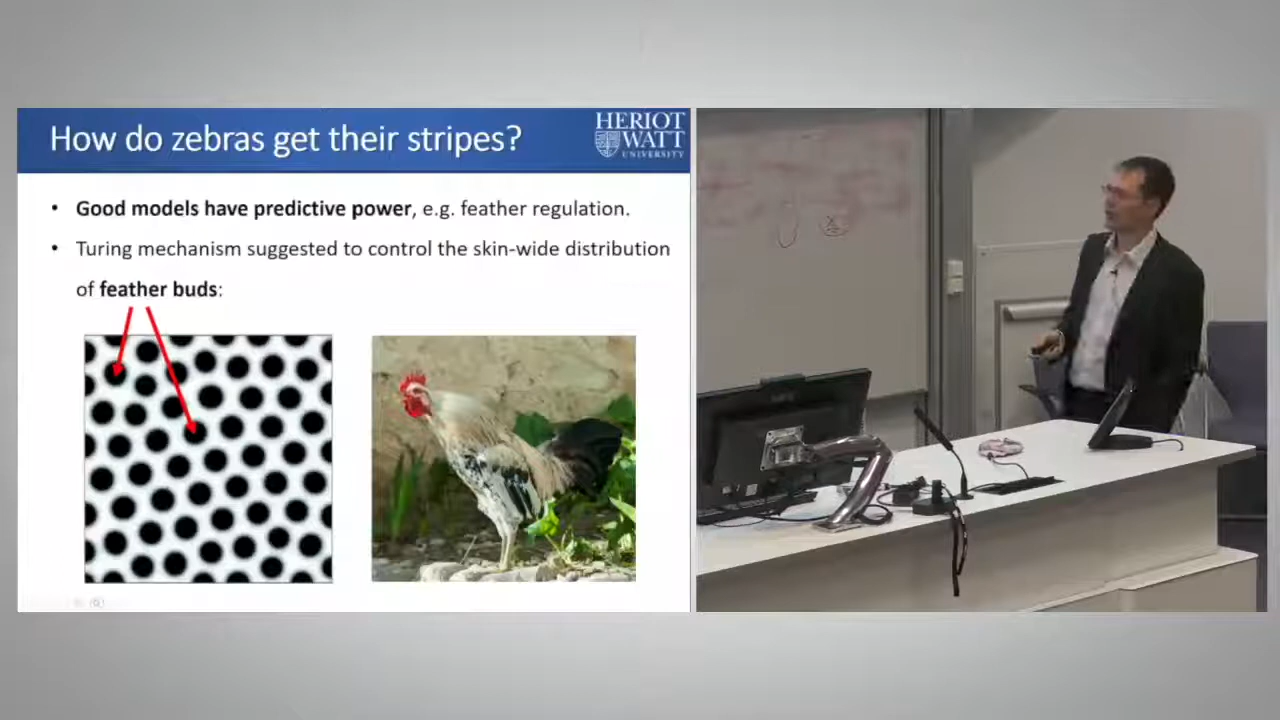 How do zebras get their stripes?
HERIOT
WATT
UNIVERSITY
• Good models have predictive power, e.g. feather regulation.
• Turing mechanism suggested to control the skin-wide distribution
of feather buds: